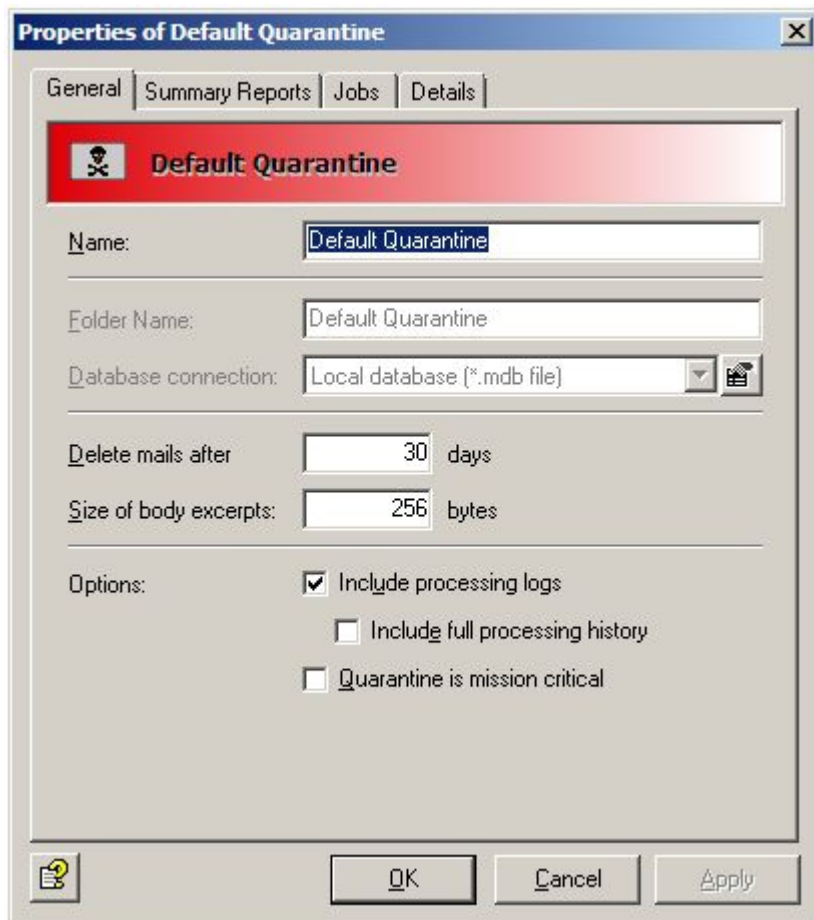 Properties of Default Quarantine
General Summary Reports Jobs Details
Default Quarantine
Name: Default Quarantine
Folder Name: Default Quarantine
Database connection: Local database (*.mdb file)
Delete mails after 30 days
Size of body excerpts: 256 bytes
Options: Include processing logs
Include full processing history
Quarantine is mission critical
OK Cancel Apply